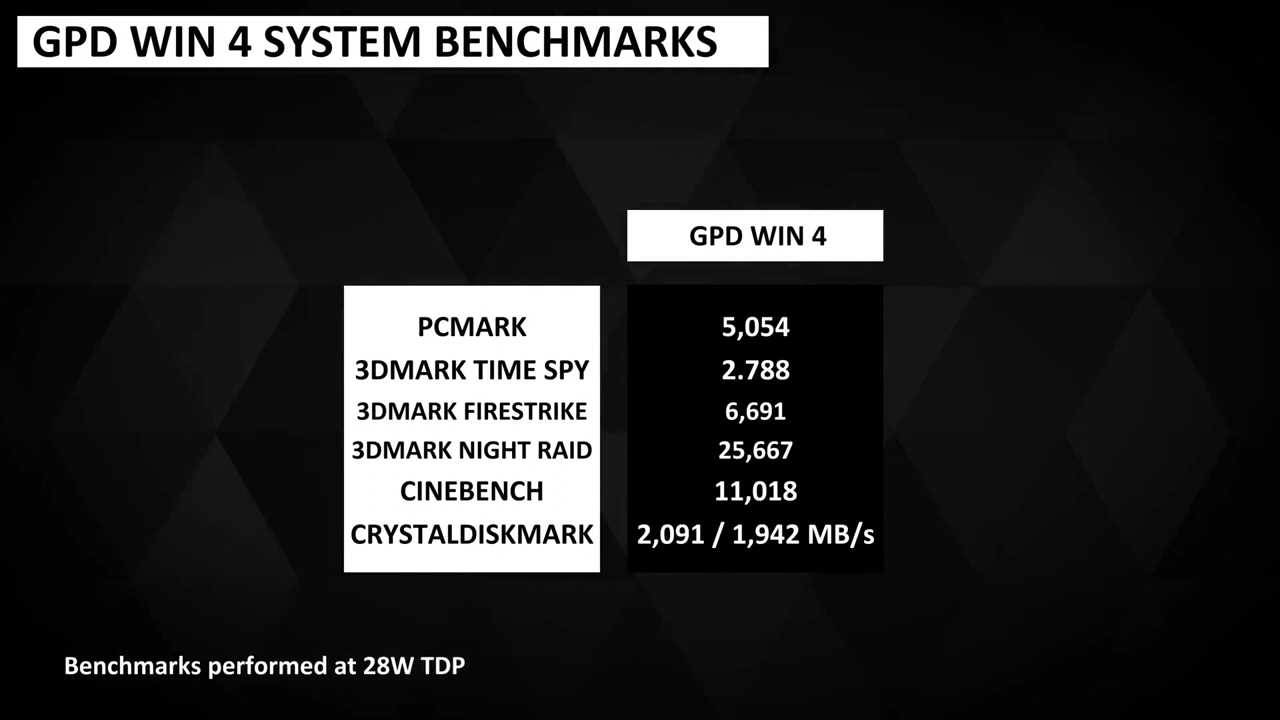 GPD WIN 4 SYSTEM BENCHMARKS
GPD WIN 4
PCMARK 5,054
3DMARK TIME SPY 2.788
3DMARK FIRESTRIKE 6,691
3DMARK NIGHT RAID 25,667
CINEBENCH 11,018
CRYSTALDISKMARK 2,091 / 1,942 MB/s
Benchmarks performed at 28W TDP